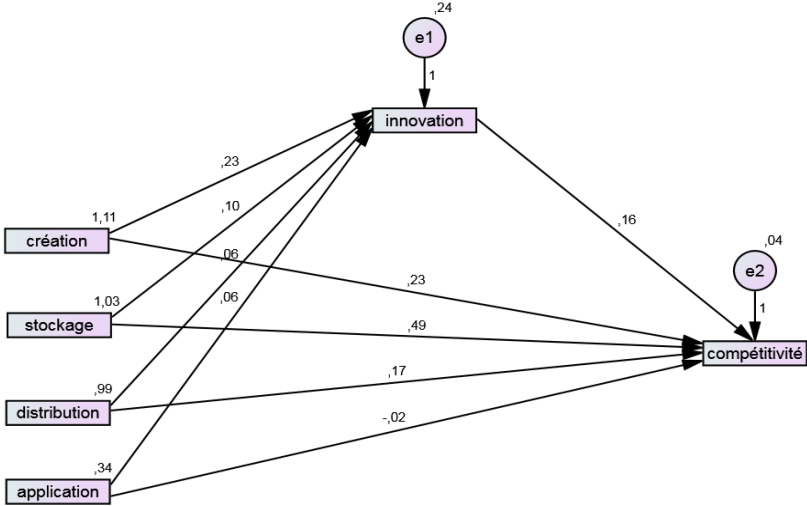 ,24
e1
1
innovation
,23
,10
,16
1,11
création
,06
,04
e2
,23
,06
1
1,03
stockage
,49
compétitivité
,17
,99
distribution
-,02
,34
application